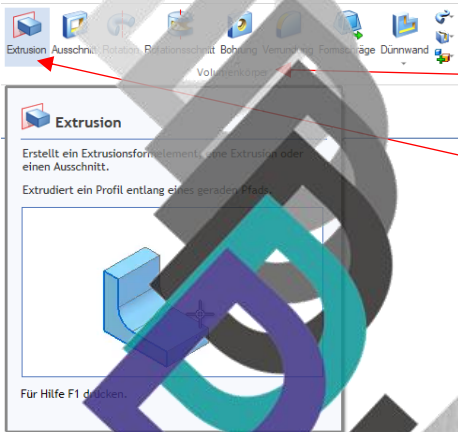 Extrusion Ausschnitt Rotation Rotationsausschnitt Bohrung Verrundung Formschräge Dünnwand
Volumenkörper
Extrusion
Erstellt ein Extrusionsformelement, eine Extrusion oder
einen Ausschnitt.
Extrudiert ein Profil entlang eines geraden Pfads.
Für Hilfe F1 drücken.